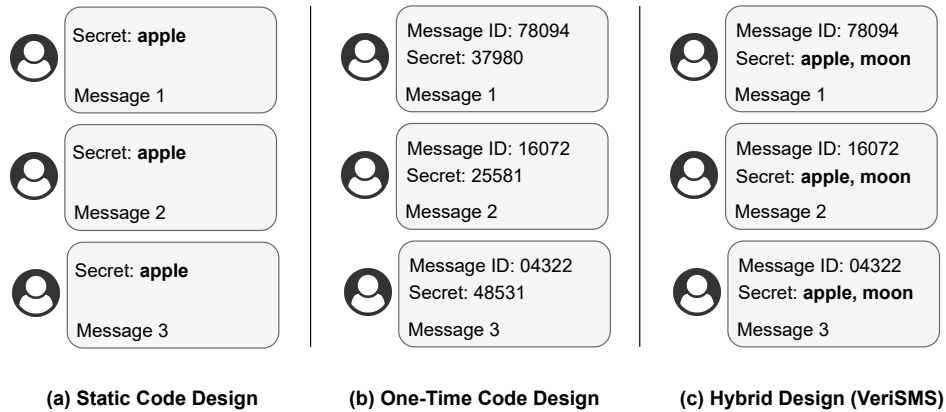 Secret: apple
Message 1
Secret: apple
Message 2
Secret: apple
Message 3
(a) Static Code Design
Message ID: 78094
Secret: 37980
Message 1
Message ID: 16072
Secret: 25581
Message 2
Message ID: 04322
Secret: 48531
Message 3
(b) One-Time Code Design
Message ID: 78094
Secret: apple, moon
Message 1
Message ID: 16072
Secret: apple, moon
Message 2
Message ID: 04322
Secret: apple, moon
Message 3
(c) Hybrid Design (VeriSMS)